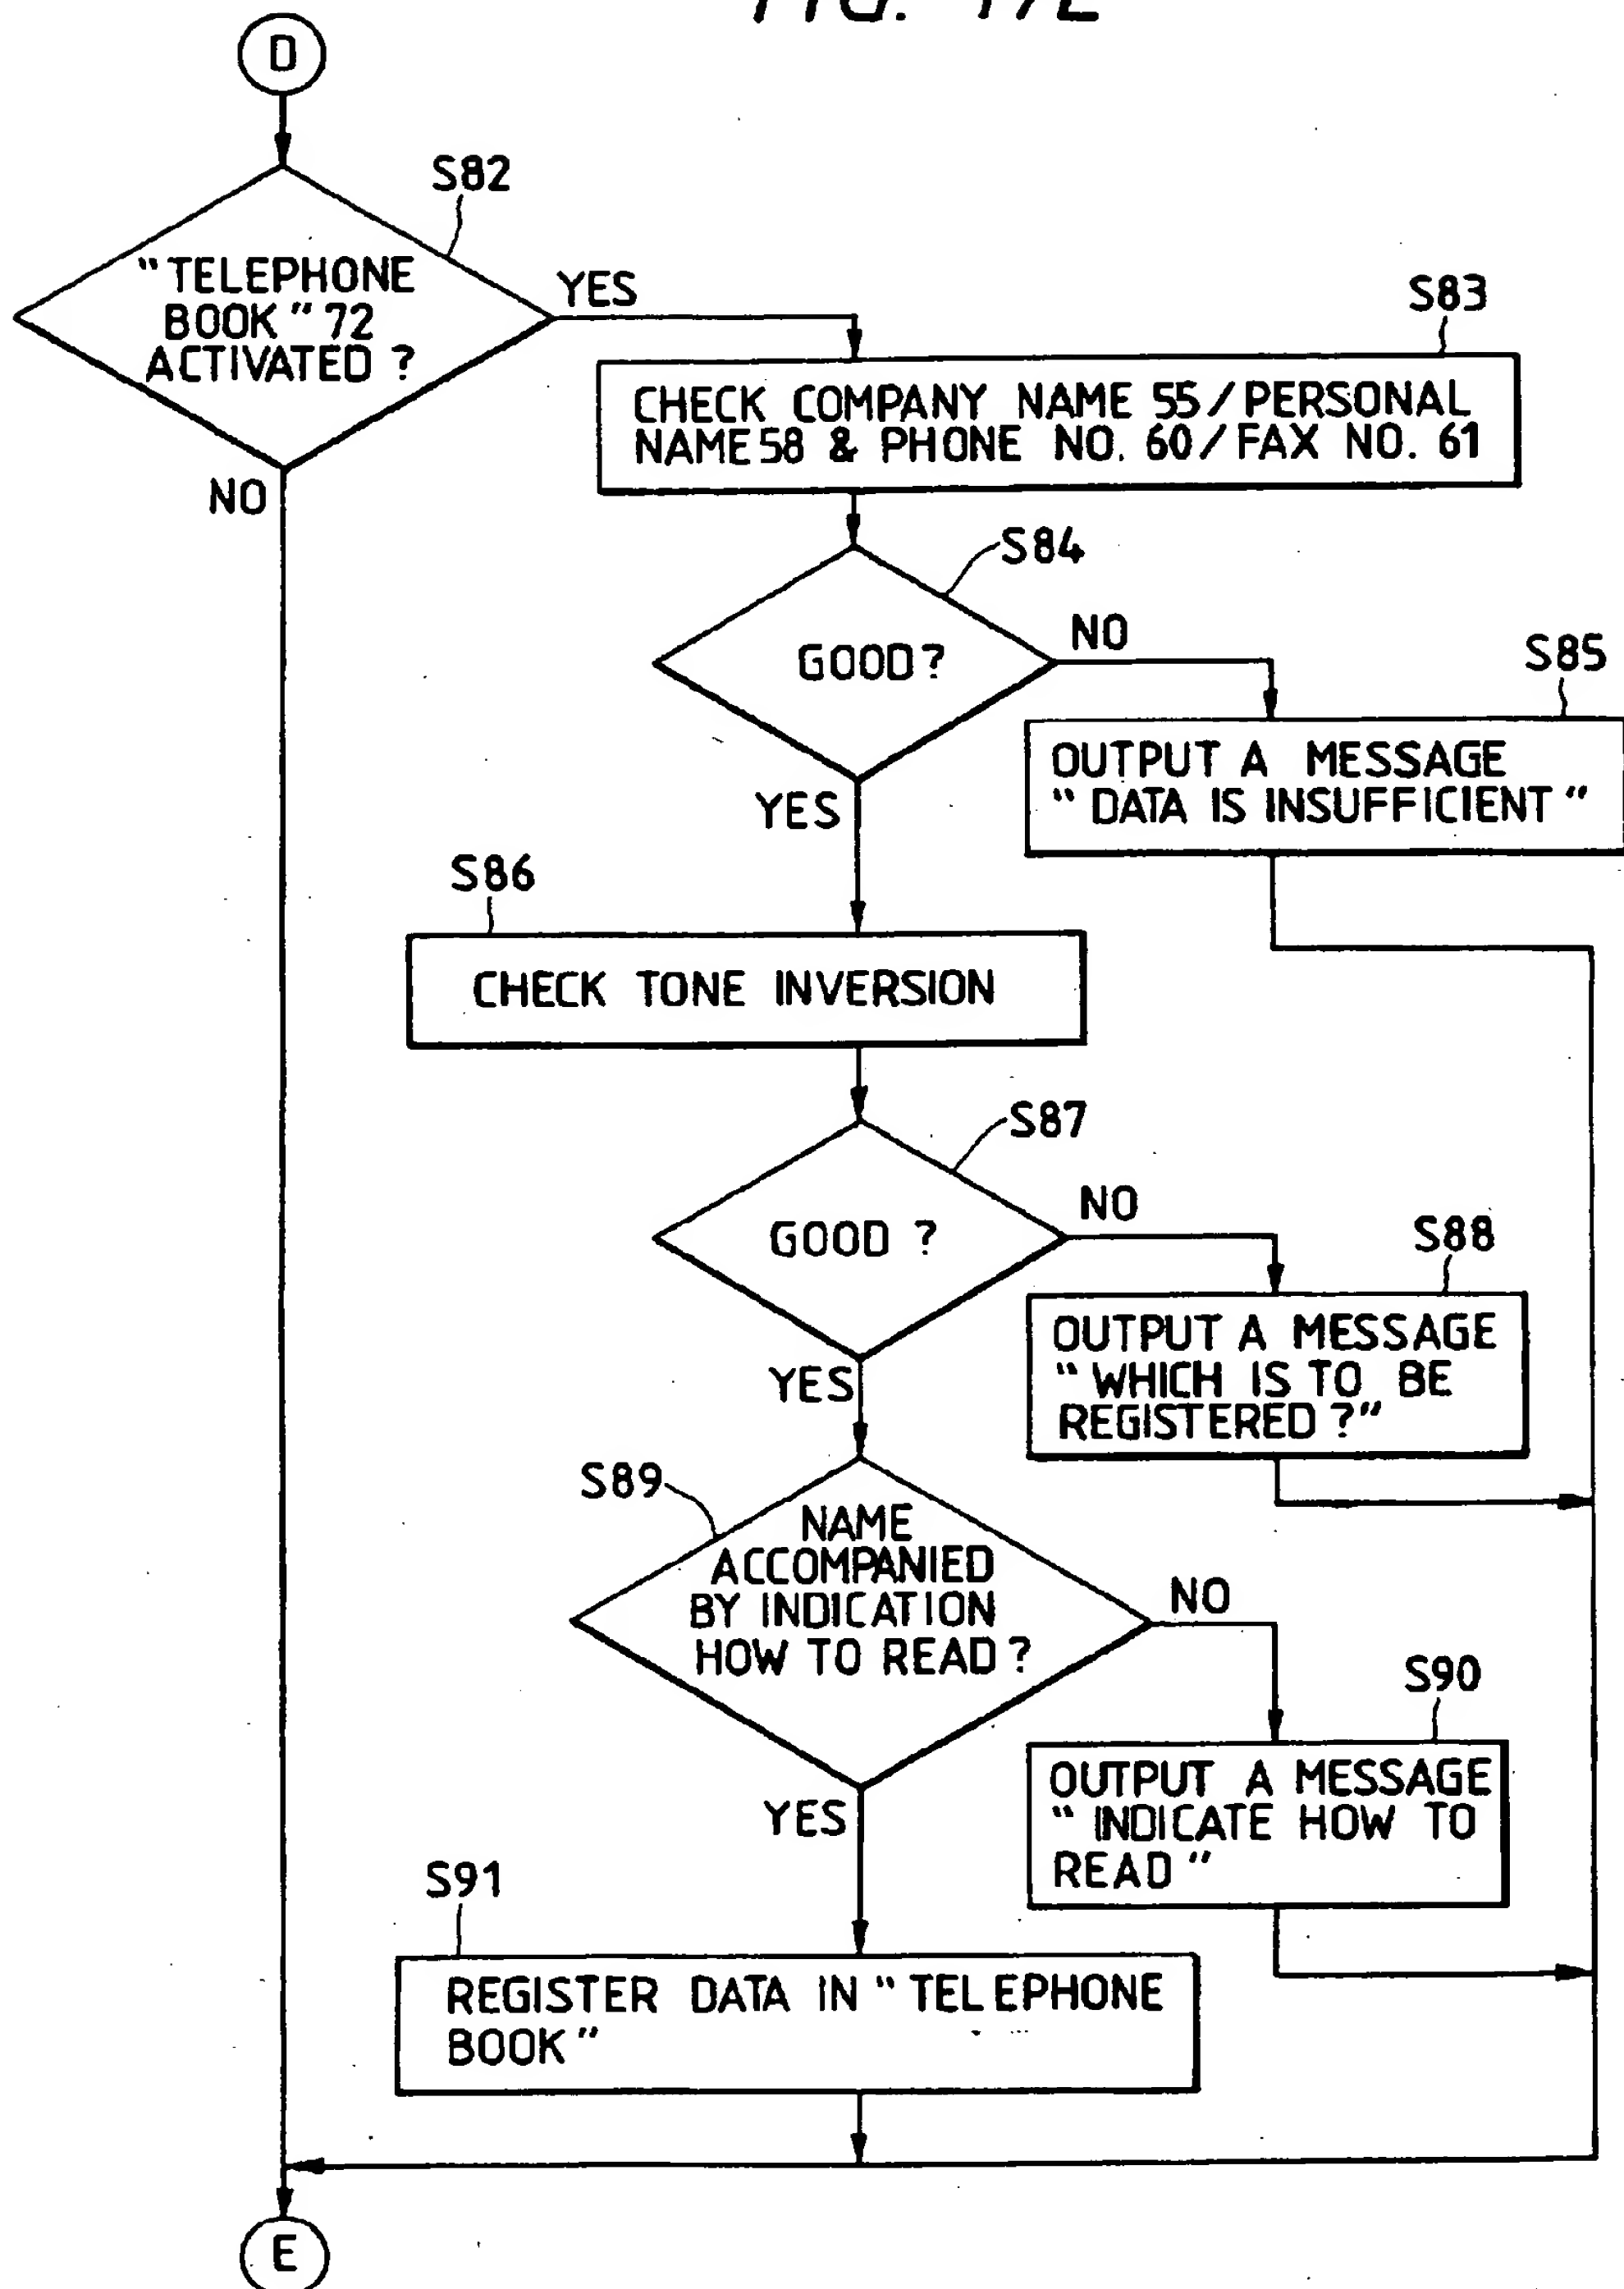 D
S82
"TELEPHONE
BOOK" 72
ACTIVATED ?
YES
NO
S83
CHECK COMPANY NAME 55/PERSONAL
NAME58 & PHONE NO. 60/FAX NO. 61
S84
GOOD?
NO
YES
S85
OUTPUT A MESSAGE
"DATA IS INSUFFICIENT"
S86
CHECK TONE INVERSION
S87
GOOD ?
NO
YES
S88
OUTPUT A MESSAGE
"WHICH IS TO BE
REGISTERED ?"
S89
NAME
ACCOMPANIED
BY INDICATION
HOW TO READ ?
NO
YES
S90
OUTPUT A MESSAGE
"INDICATE HOW TO
READ"
S91
REGISTER DATA IN "TELEPHONE
BOOK"
E